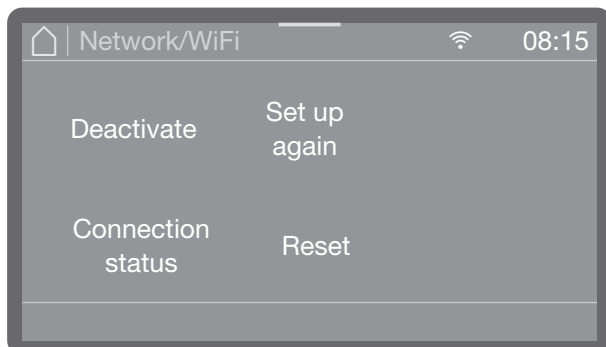 Network/WiFi 08:15
Deactivate
Set up
again
Connection
status
Reset